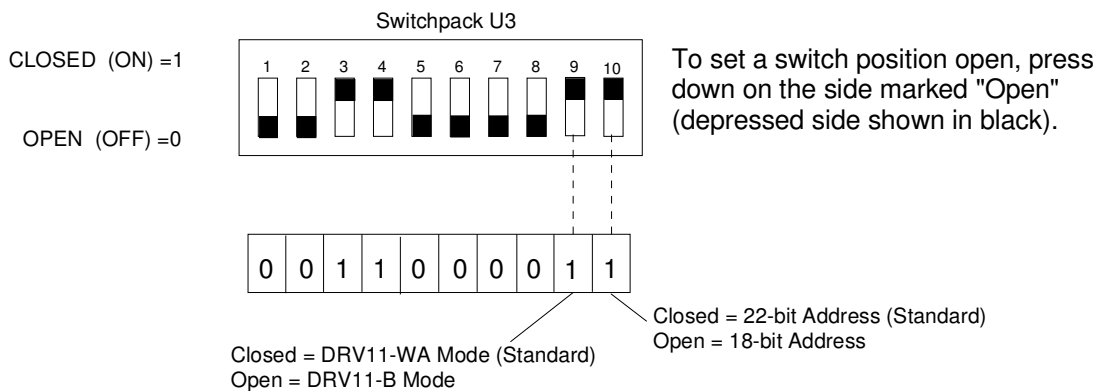 Switchpack U3
CLOSED (ON) =1
1 2 3 4 5 6 7 8 9 10
OPEN (OFF) =0
To set a switch position open, press
down on the side marked "Open"
(depressed side shown in black).
0 0 1 1 0 0 0 0 1 1
Closed = 22-bit Address (Standard)
Open = 18-bit Address
Closed = DRV11-WA Mode (Standard)
Open = DRV11-B Mode